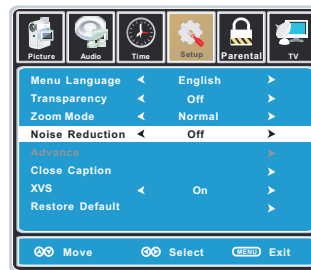 Picture Audio Time Setup Parental TV
Menu Language English
Transparency Off
Zoom Mode Normal
Noise Reduction Off
Advance
Close Caption
XVS On
Restore Default
Move Select MENU Exit